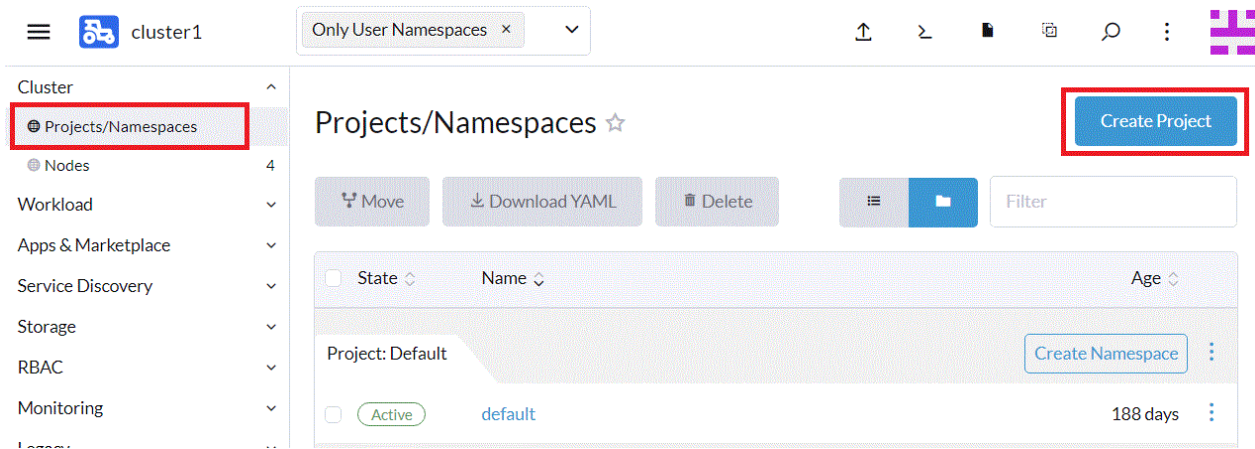 cluster1
Only User Namespaces ×
Cluster
Projects/Namespaces
Nodes 4
Workload
Apps & Marketplace
Service Discovery
Storage
RBAC
Monitoring
Legacy
Projects/Namespaces
Create Project
Move
Download YAML
Delete
Filter
State
Name
Age
Project: Default
Create Namespace
Active
default
188 days